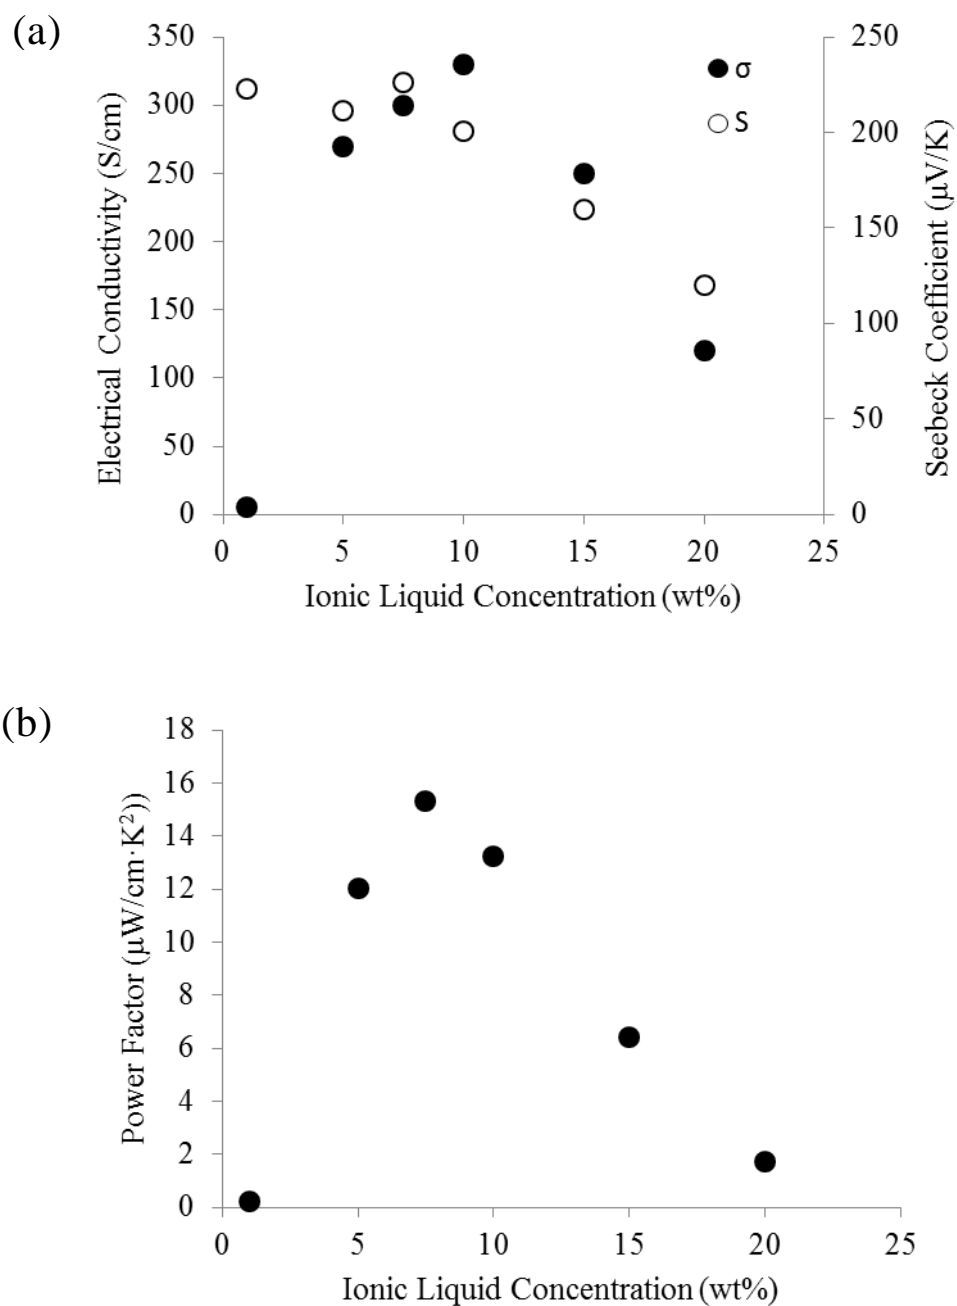 (a)
350
300
250
200
150
100
50
0
Electrical Conductivity (S/cm)
250
200
150
100
50
0
Seebeck Coefficient (µV/K)
σ
S
0 5 10 15 20 25
Ionic Liquid Concentration (wt%)
(b)
18
16
14
12
10
8
6
4
2
0
Power Factor (µW/cm·K²))
0 5 10 15 20 25
Ionic Liquid Concentration (wt%)